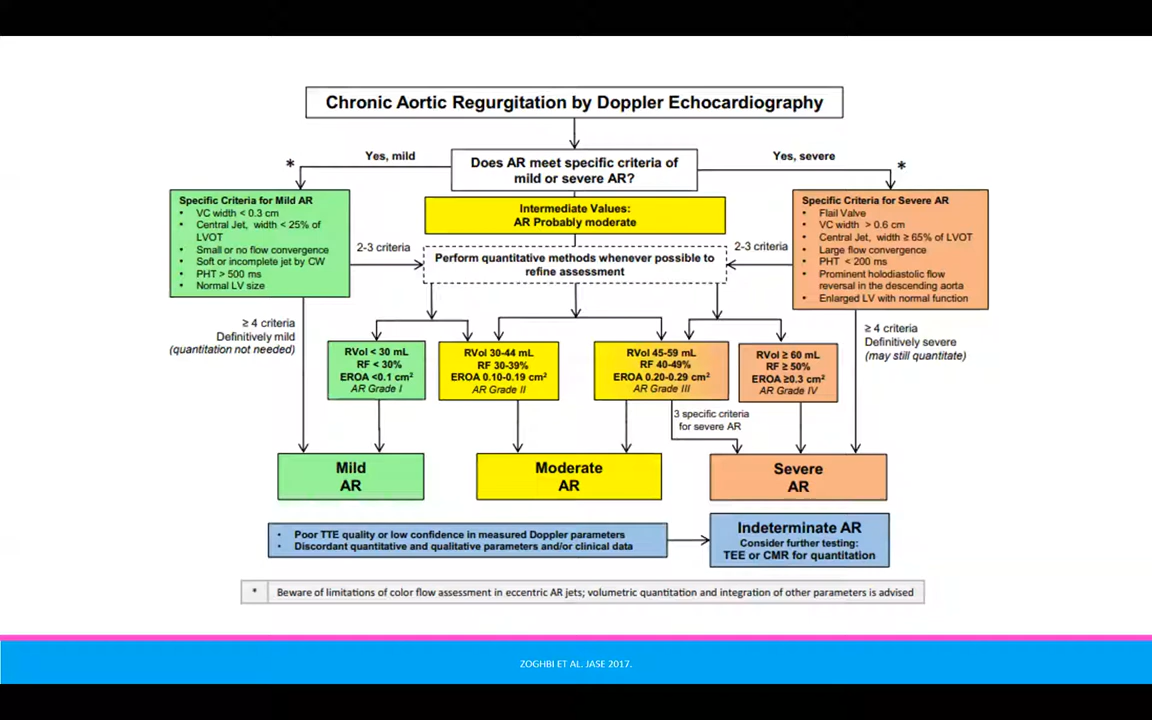 Chronic Aortic Regurgitation by Doppler Echocardiography
Does AR meet specific criteria of
mild or severe AR?
Yes, mild
Yes, severe
*
*
Specific Criteria for Mild AR
• VC width < 0.3 cm
• Central Jet, width < 25% of
LVOT
• Small or no flow convergence
• Soft or incomplete jet by CW
• PHT > 500 ms
• Normal LV size
Intermediate Values:
AR Probably moderate
Specific Criteria for Severe AR
• Flail Valve
• VC width > 0.6 cm
• Central Jet, width ≥ 65% of LVOT
• Large flow convergence
• PHT < 200 ms
• Prominent holodiastolic flow
reversal in the descending aorta
• Enlarged LV with normal function
2-3 criteria
Perform quantitative methods whenever possible to
refine assessment
2-3 criteria
≥ 4 criteria
Definitively mild
(quantitation not needed)
≥ 4 criteria
Definitively severe
(may still quantitate)
RVol < 30 mL
RF < 30%
EROA <0.1 cm²
AR Grade I
RVol 30-44 mL
RF 30-39%
EROA 0.10-0.19 cm²
AR Grade II
RVol 45-59 mL
RF 40-49%
EROA 0.20-0.29 cm²
AR Grade III
RVol ≥ 60 mL
RF ≥ 50%
EROA ≥0.3 cm²
AR Grade IV
3 specific criteria
for severe AR
Mild
AR
Moderate
AR
Severe
AR
• Poor TTE quality or low confidence in measured Doppler parameters
• Discordant quantitative and qualitative parameters and/or clinical data
Indeterminate AR
Consider further testing:
TEE or CMR for quantitation
* Beware of limitations of color flow assessment in eccentric AR jets; volumetric quantitation and integration of other parameters is advised
ZOGHBI ET AL. JASE 2017.